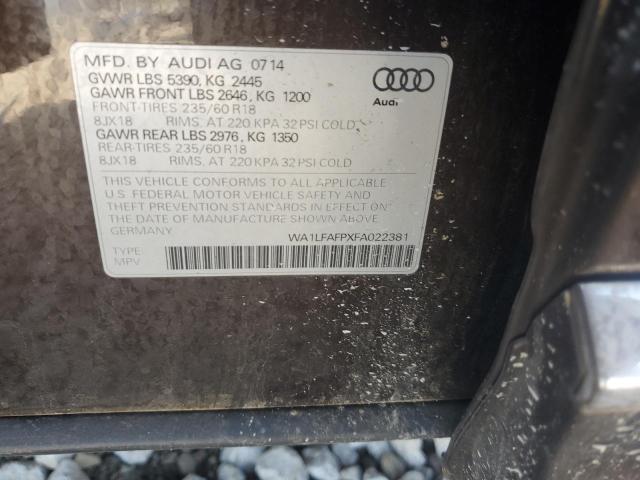 MFD. BY AUDI AG 0714
GVWR LBS 5390, KG 2445
GAWR FRONT LBS 2646, KG 1200
FRONT-TIRES 235/60 R18
8JX18 RIMS. AT 220 KPA 32 PSI COLD
GAWR REAR LBS 2976, KG 1350
REAR-TIRES 235/60 R18
8JX18 RIMS. AT 220 KPA 32 PSI COLD
Audi
THIS VEHICLE CONFORMS TO ALL APPLICABLE
U.S. FEDERAL MOTOR VEHICLE SAFETY AND
THEFT PREVENTION STANDARDS IN EFFECT ON
THE DATE OF MANUFACTURE SHOWN ABOVE.
GERMANY
WA1LFAFPXFA022381
TYPE:
MPV